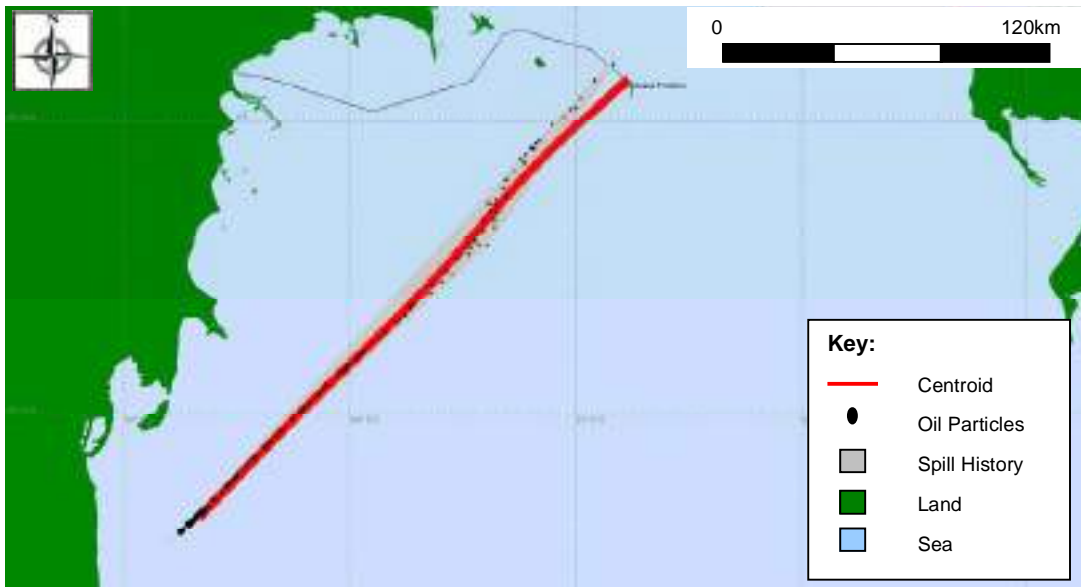 N
0 120km
Key:
Centroid
Oil Particles
Spill History
Land
Sea